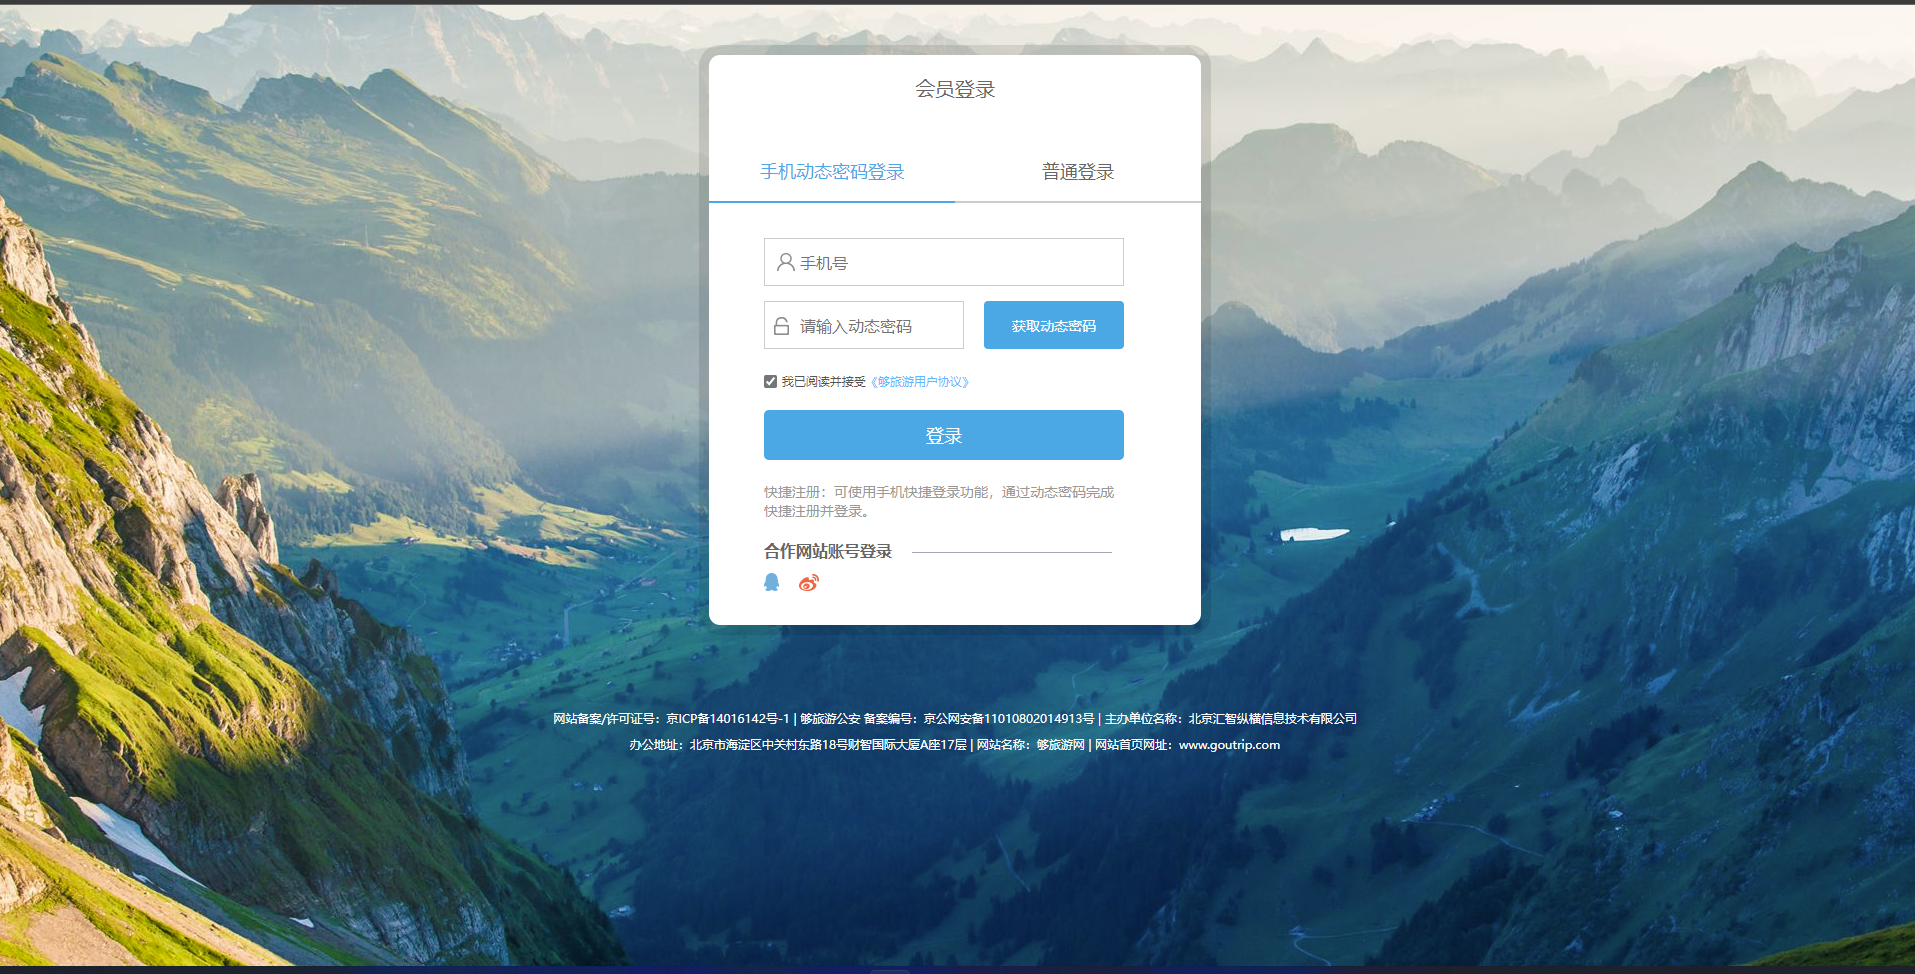 会员登录
手机动态密码登录 普通登录
手机号
请输入动态密码 获取动态密码
我已阅读并接受《够旅游用户协议》
登录
快捷注册：可使用手机快捷登录功能，通过动态密码完成
快捷注册并登录。
合作网站账号登录
网站备案/许可证号：京ICP备14016142号-1 | 够旅游公安 备案编号：京公网安备11010802014913号 | 主办单位名称：北京汇智纵横信息技术有限公司
办公地址：北京市海淀区中关村东路18号财智国际大厦A座17层 | 网站名称：够旅游网 | 网站首页网址：www.goutrip.com